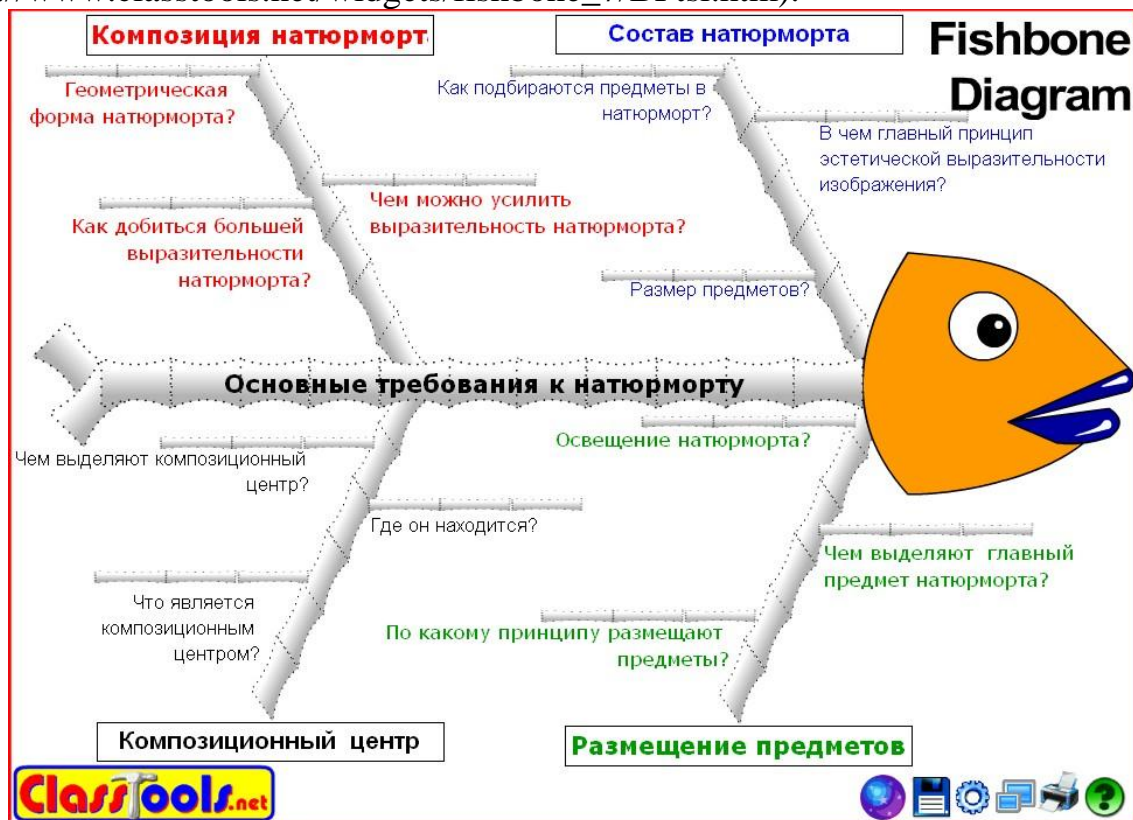 Композиция натюрморт
Состав натюрморта
Fishbone
Diagram
Геометрическая
форма натюрморта?
Как подбираются предметы в
натюрморт?
В чем главный принцип
эстетической выразительности
изображения?
Чем можно усилить
выразительность натюрморта?
Как добиться большей
выразительности
натюрморта?
Размер предметов?
Основные требования к натюрморту
Освещение натюрморта?
Чем выделяют композиционный
центр?
Где он находится?
Чем выделяют главный
предмет натюрморта?
Что является
композиционным
центром?
По какому принципу размещают
предметы?
Композиционный центр
Размещение предметов
ClassTools.net
?